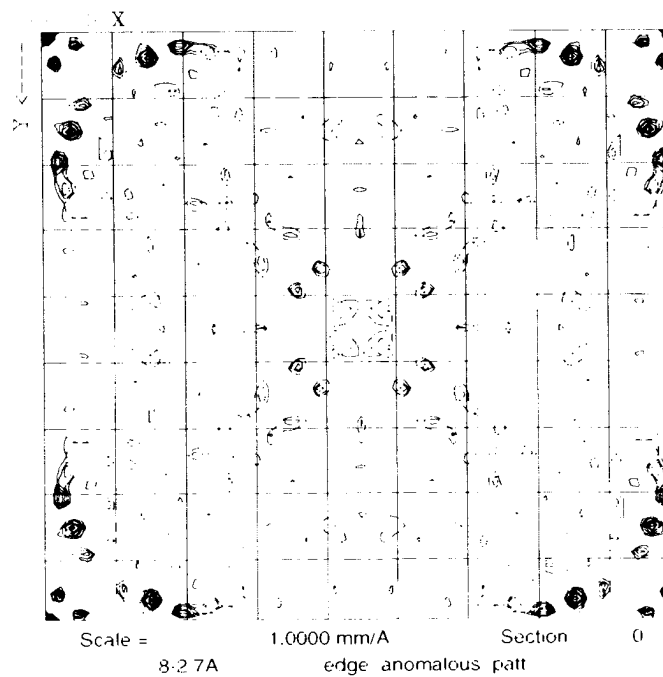 X
Y
Scale = 1.0000 mm/A Section 0
8-2.7A edge anomalous patt